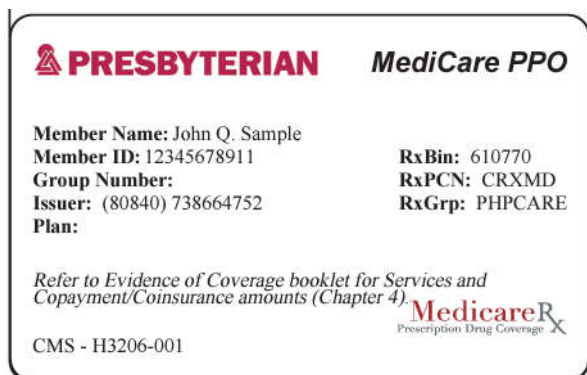 PRESBYTERIAN
MediCare PPO
Member Name: John Q. Sample
Member ID: 12345678911
Group Number:
Issuer: (80840) 738664752
Plan:
RxBin: 610770
RxPCN: CRXMD
RxGrp: PHPCARE
Refer to Evidence of Coverage booklet for Services and
Copayment/Coinsurance amounts (Chapter 4).
MedicareRx
Prescription Drug Coverage
CMS - H3206-001